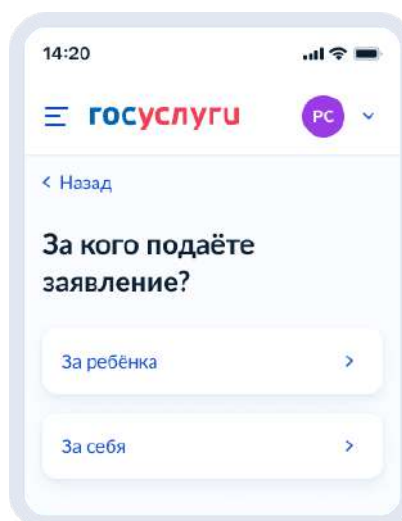 14:20
госуслуги
РС
Назад
За кого подаёте
заявление?
За ребёнка
За себя